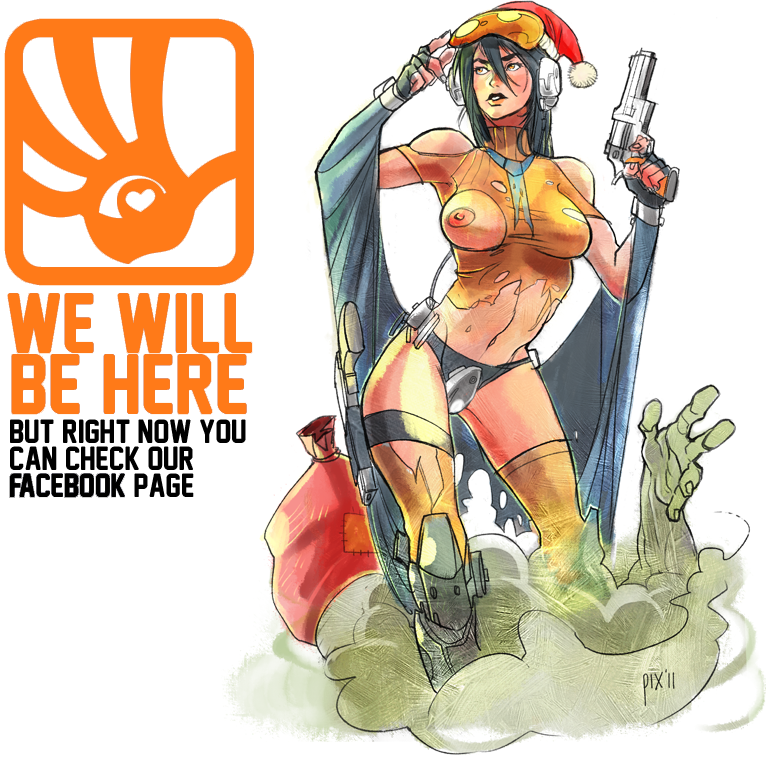 WE WILL
BE HERE
BUT RIGHT NOW YOU
CAN CHECK OUR
FACEBOOK PAGE
PIX'11